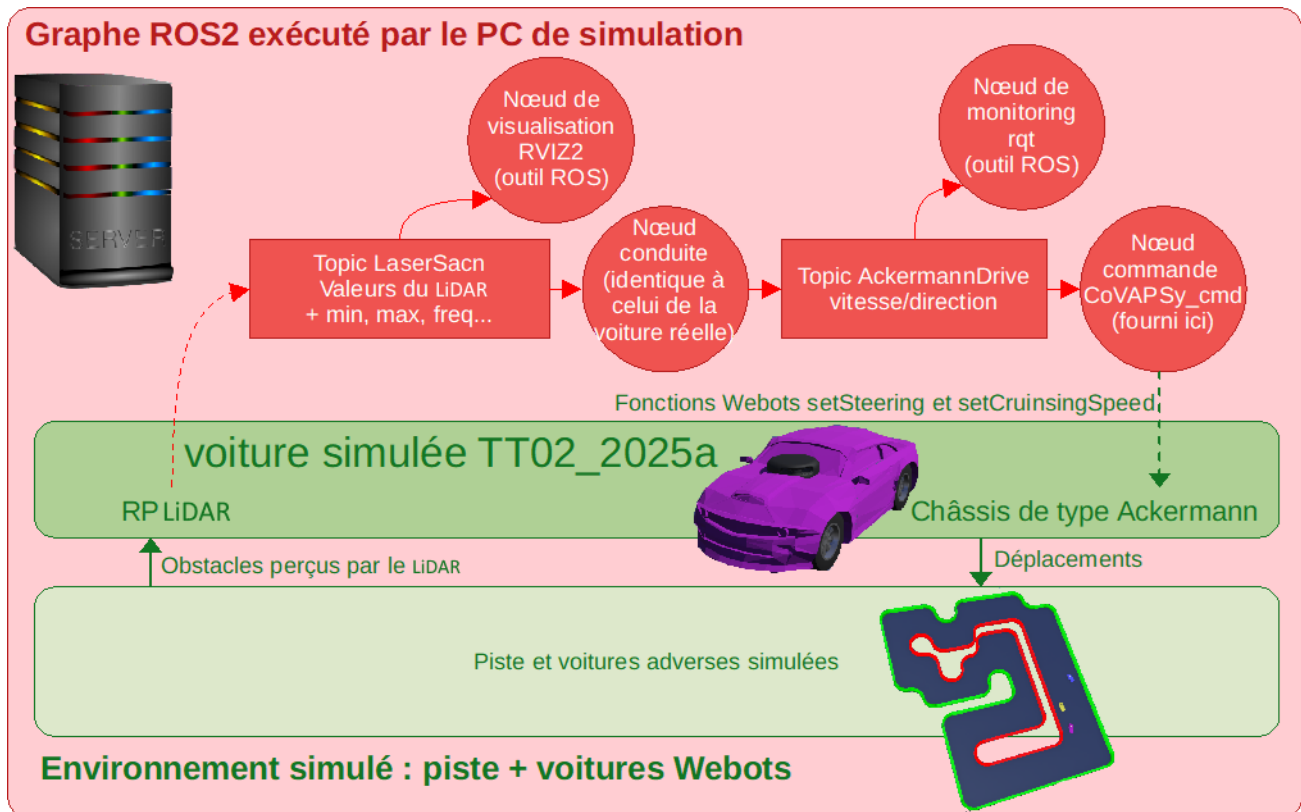 Graphe ROS2 exécuté par le PC de simulation
SERVER
Nœud de
visualisation
RVIZ2
(outil ROS)
Nœud de
monitoring
rqt
(outil ROS)
Topic LaserSacn
Valeurs du LiDAR
+ min, max, freq...
Nœud
conduite
(identique à
celui de la
voiture réelle)
Topic AckermannDrive
vitesse/direction
Nœud
commande
CoVAPSy_cmd
(fourni ici)
Fonctions Webots setSteering et setCruinsingSpeed
voiture simulée TT02_2025a
RPLiDAR
Châssis de type Ackermann
Obstacles perçus par le LiDAR
Déplacements
Piste et voitures adverses simulées
Environnement simulé : piste + voitures Webots